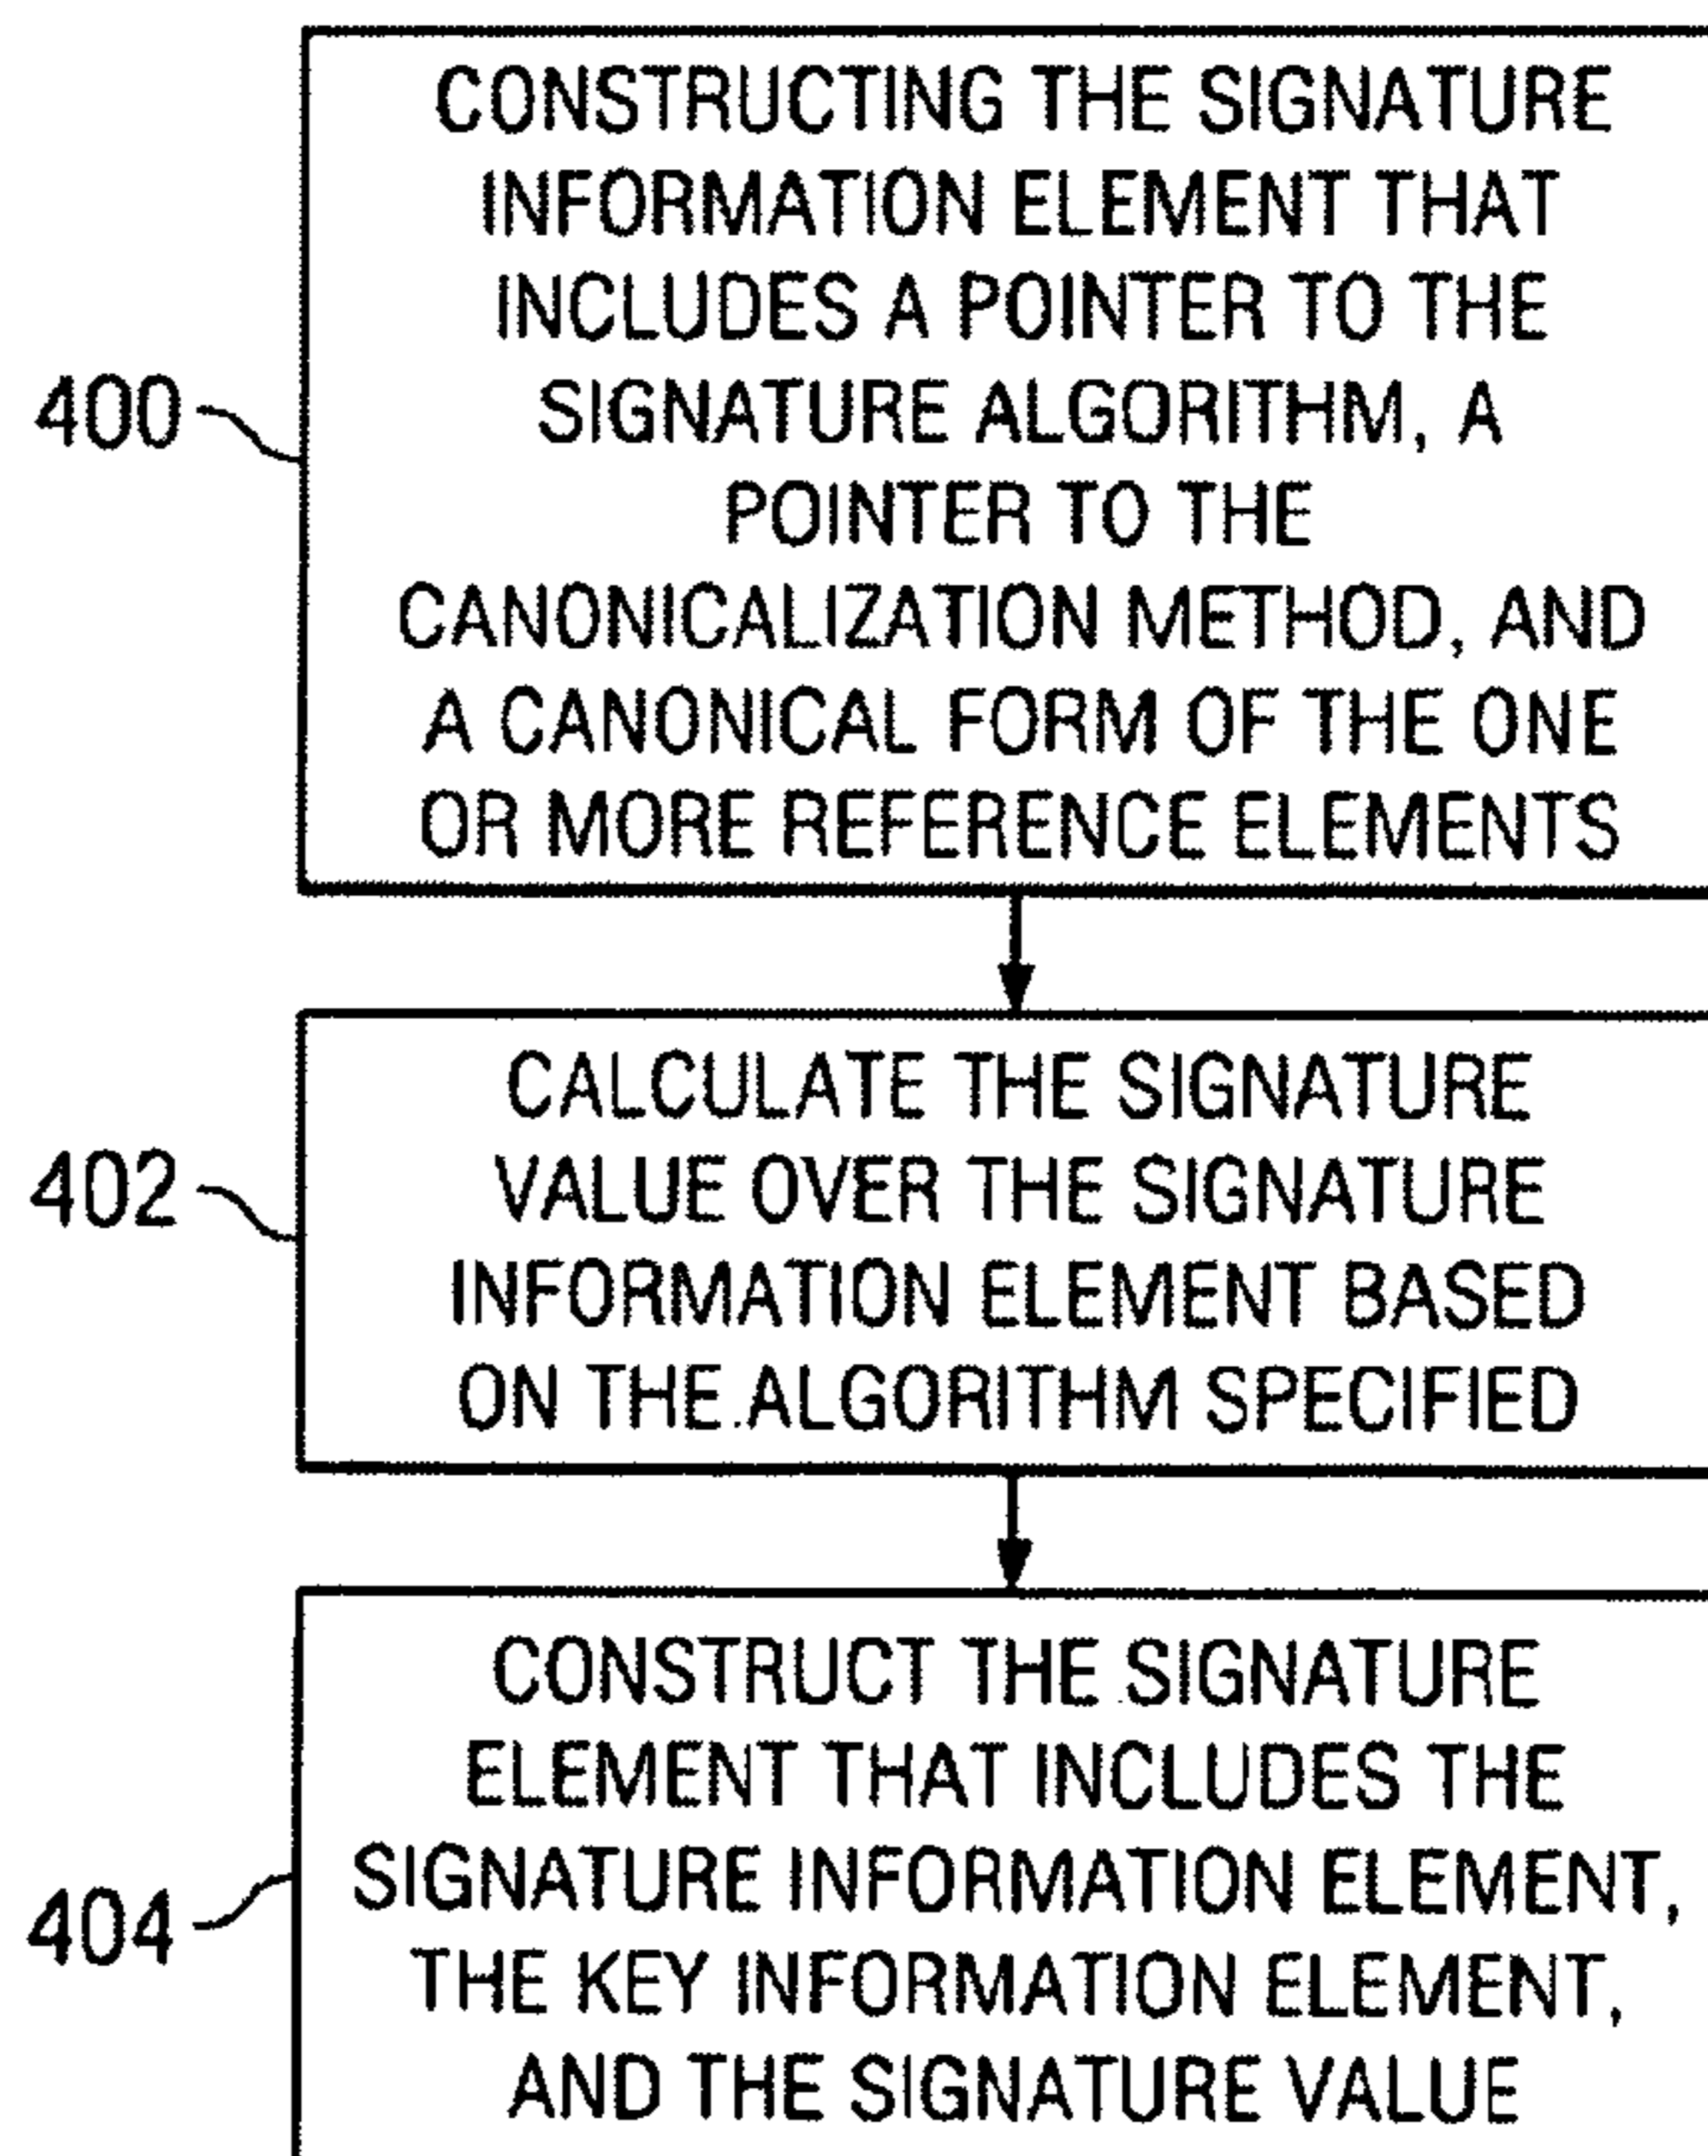 CONSTRUCTING THE SIGNATURE
INFORMATION ELEMENT THAT
INCLUDES A POINTER TO THE
SIGNATURE ALGORITHM, A
POINTER TO THE
CANONICALIZATION METHOD, AND
A CANONICAL FORM OF THE ONE
OR MORE REFERENCE ELEMENTS
400
CALCULATE THE SIGNATURE
VALUE OVER THE SIGNATURE
INFORMATION ELEMENT BASED
ON THE ALGORITHM SPECIFIED
402
CONSTRUCT THE SIGNATURE
ELEMENT THAT INCLUDES THE
SIGNATURE INFORMATION ELEMENT,
THE KEY INFORMATION ELEMENT,
AND THE SIGNATURE VALUE
404